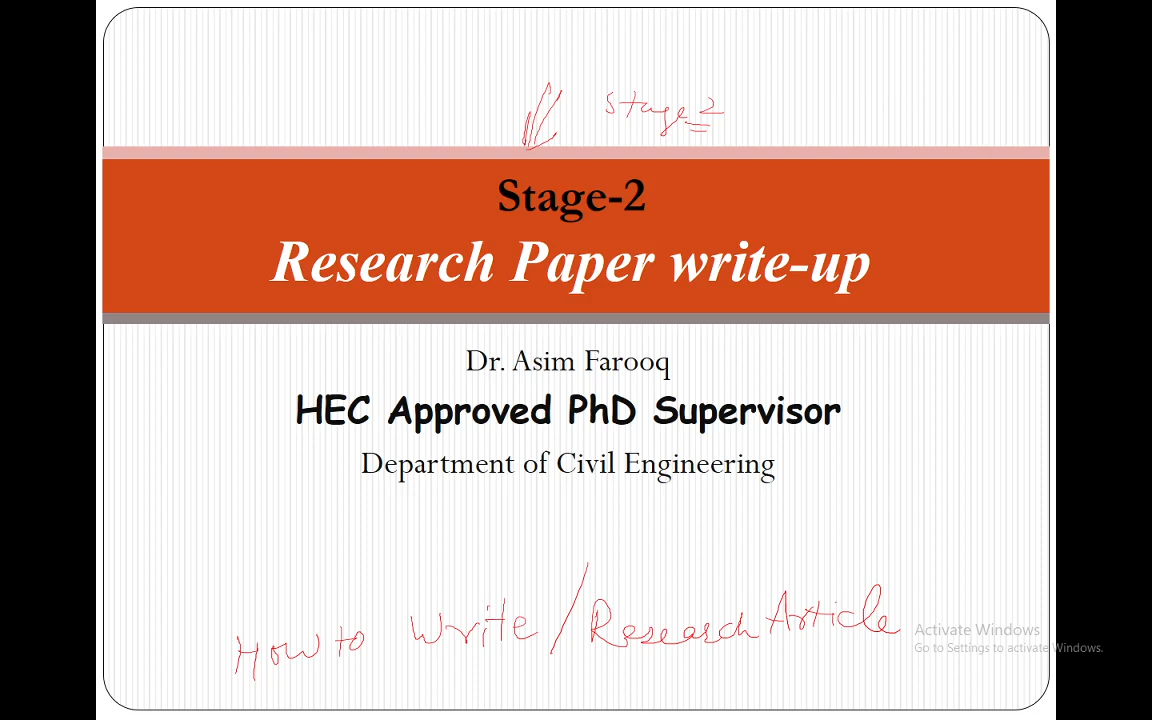 Stage 2
Stage-2
Research Paper write-up
Dr. Asim Farooq
HEC Approved PhD Supervisor
Department of Civil Engineering
How to Write / Research Article
Activate Windows
Go to Settings to activate Windows.